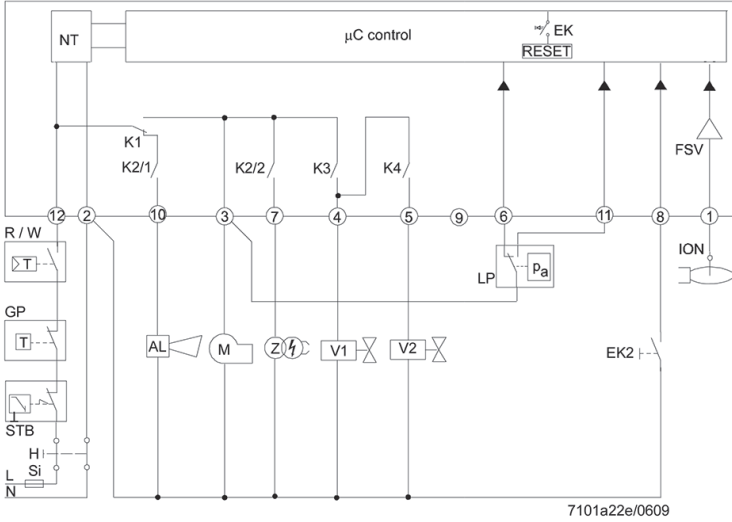 NT
µC control
EK
RESET
FSV
K1
K2/1
K2/2
K3
K4
12
2
10
3
7
4
5
9
6
11
8
1
R / W
T
LP
pa
ION
GP
T
AL
M
Z
V1
V2
EK2
STB
H
Si
L
N
7101a22e/0609